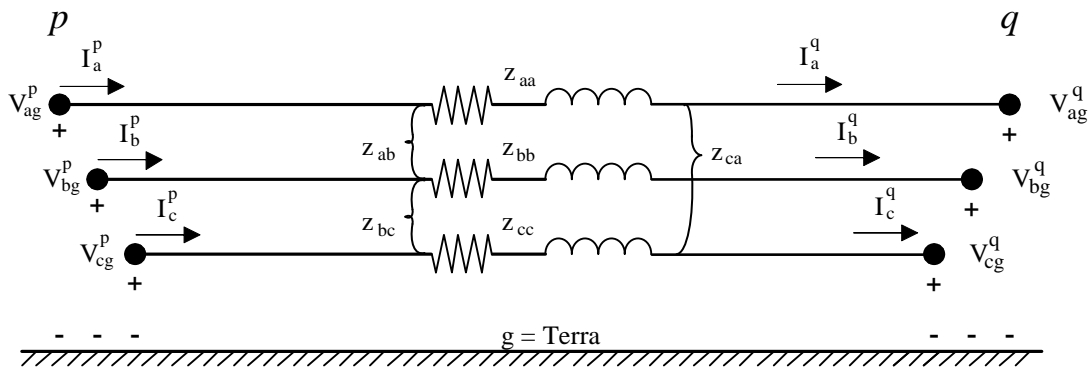 p q
I_a^p z_aa I_a^q
V_ag^p V_ag^q
+ I_b^p z_ab z_bb z_ca I_b^q +
V_bg^p V_bg^q
+ I_c^p z_bc z_cc I_c^q +
V_cg^p V_cg^q
+ +
- - - g = Terra - - -